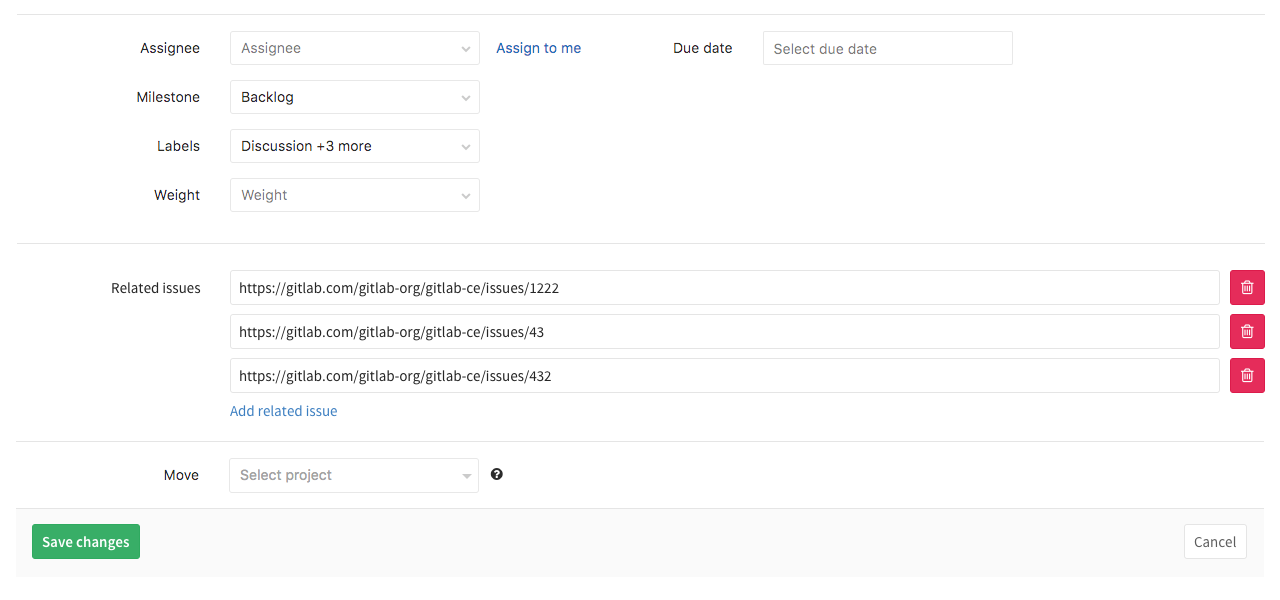 Assignee Assignee Assign to me Due date Select due date
Milestone Backlog
Labels Discussion +3 more
Weight Weight
Related issues https://gitlab.com/gitlab-org/gitlab-ce/issues/1222
https://gitlab.com/gitlab-org/gitlab-ce/issues/43
https://gitlab.com/gitlab-org/gitlab-ce/issues/432
Add related issue
Move Select project ?
Save changes Cancel